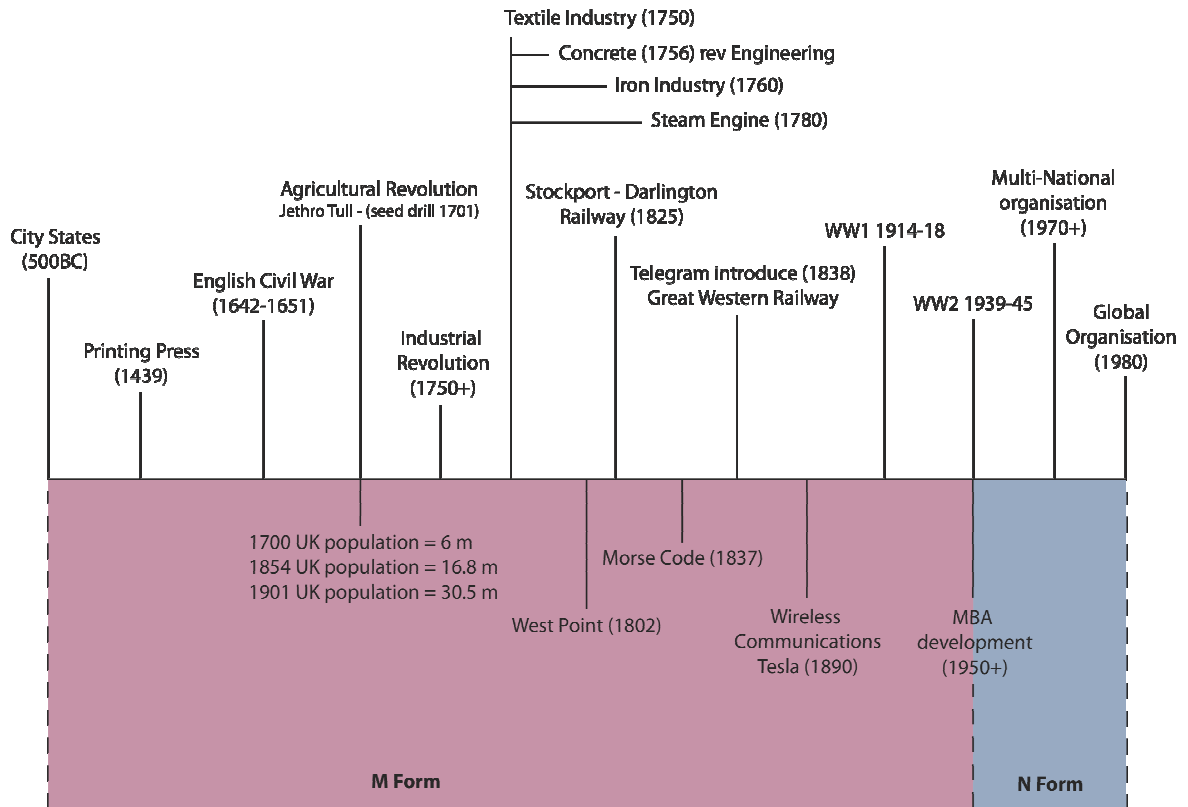 Textile Industry (1750)
Concrete (1756) rev Engineering
Iron Industry (1760)
Steam Engine (1780)
City States
(500BC)
Printing Press
(1439)
English Civil War
(1642-1651)
Agricultural Revolution
Jethro Tull - (seed drill 1701)
Industrial
Revolution
(1750+)
Stockport - Darlington
Railway (1825)
Telegram introduce (1838)
Great Western Railway
WW1 1914-18
WW2 1939-45
Multi-National
organisation
(1970+)
Global
Organisation
(1980)
1700 UK population = 6 m
1854 UK population = 16.8 m
1901 UK population = 30.5 m
West Point (1802)
Morse Code (1837)
Wireless
Communications
Tesla (1890)
MBA
development
(1950+)
M Form
N Form